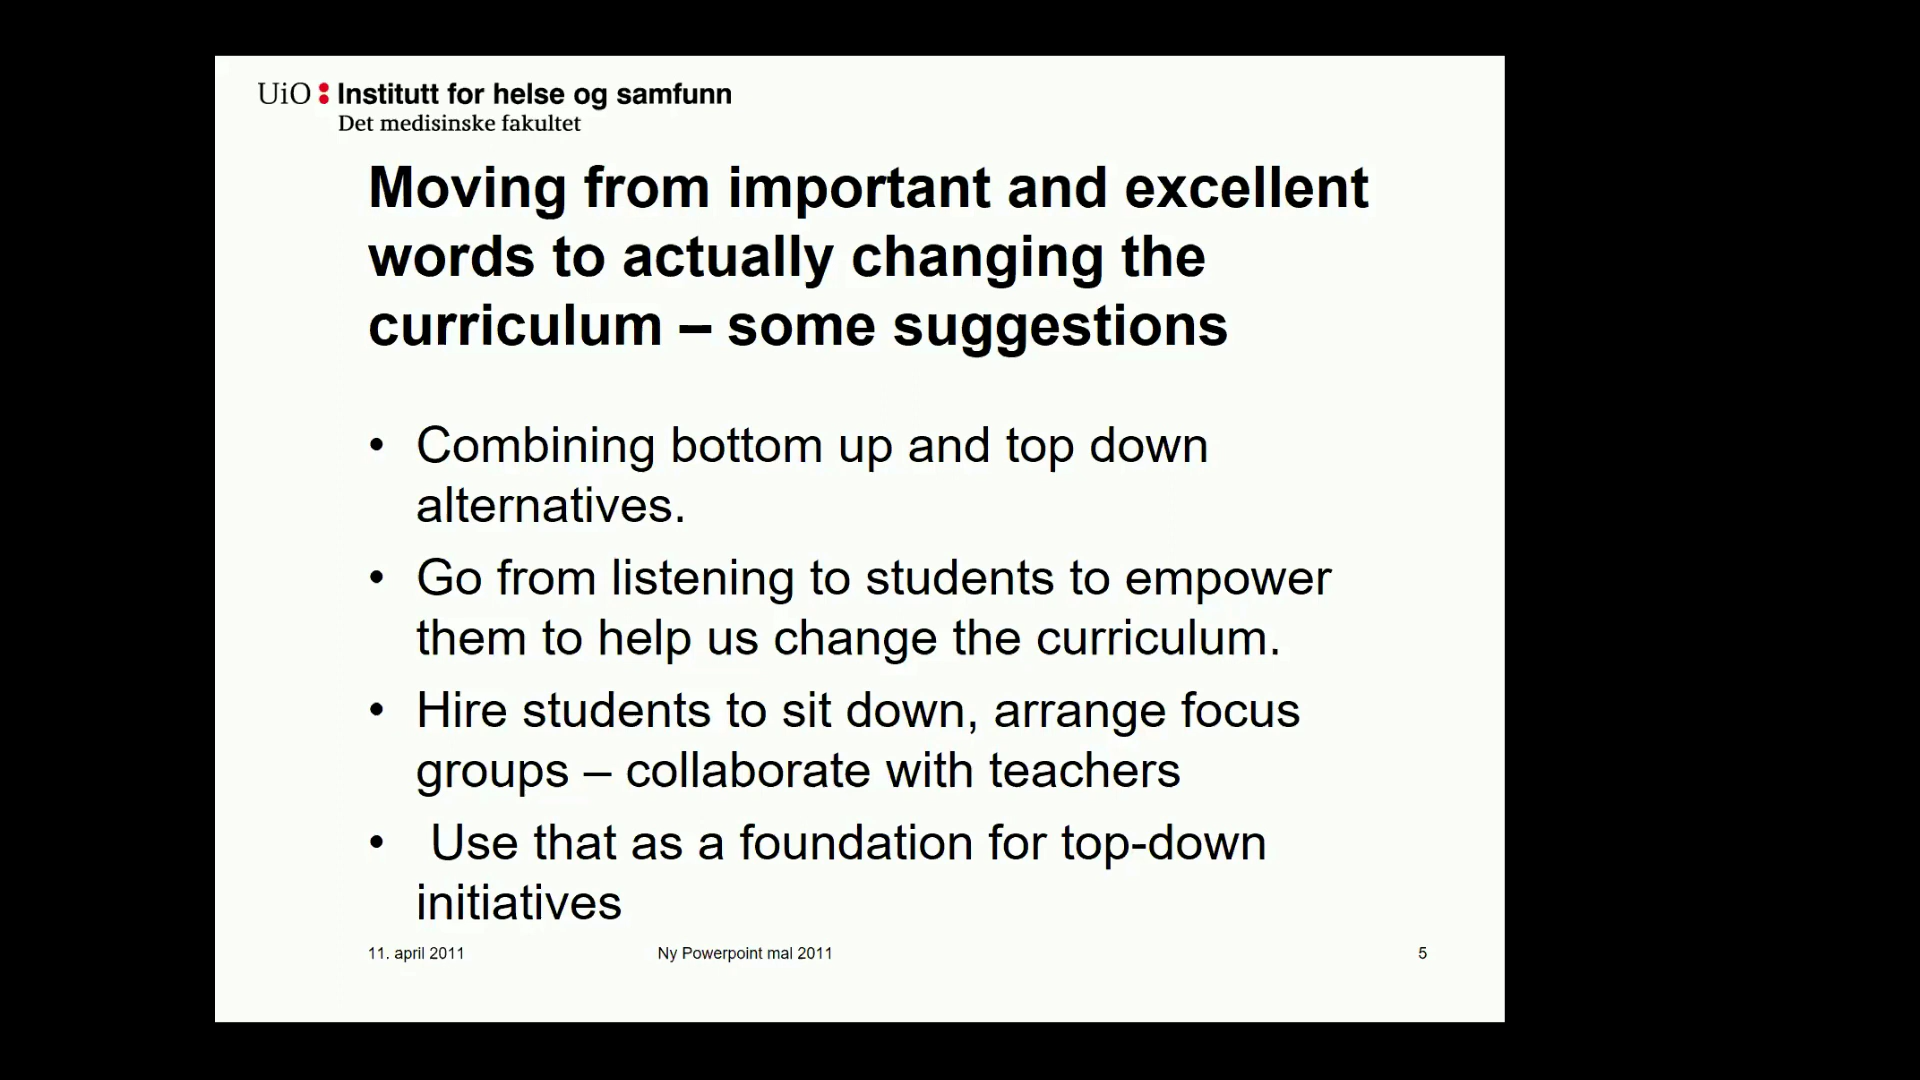 UiO : Institutt for helse og samfunn
Det medisinske fakultet
Moving from important and excellent
words to actually changing the
curriculum – some suggestions
• Combining bottom up and top down
alternatives.
• Go from listening to students to empower
them to help us change the curriculum.
• Hire students to sit down, arrange focus
groups – collaborate with teachers
• Use that as a foundation for top-down
initiatives
11. april 2011 Ny Powerpoint mal 2011 5